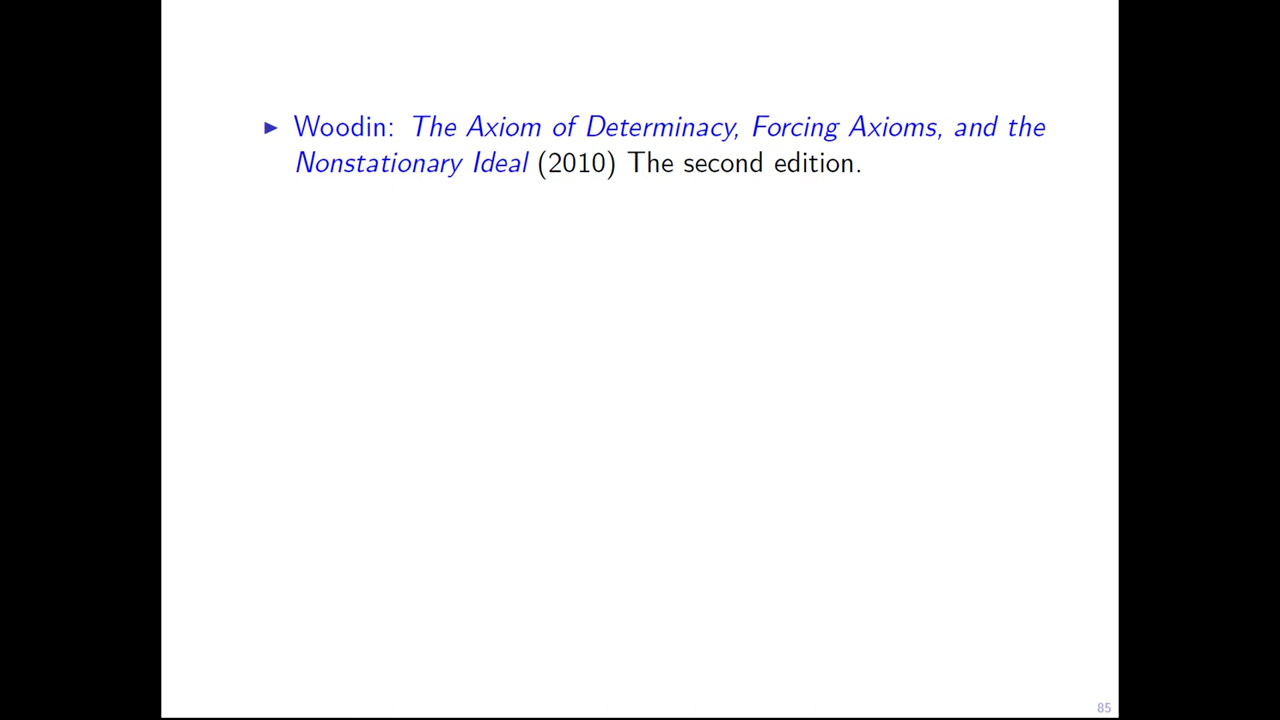 ▶ Woodin: The Axiom of Determinacy, Forcing Axioms, and the
Nonstationary Ideal (2010) The second edition.
85